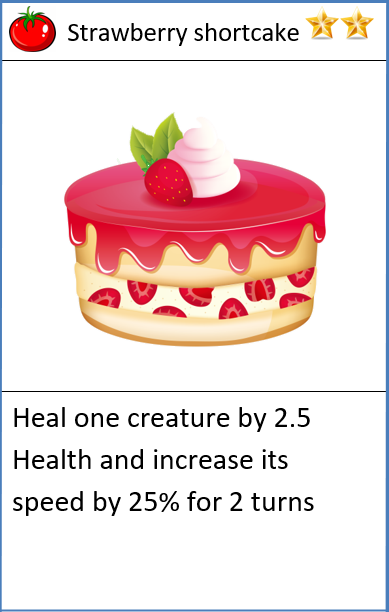 Strawberry shortcake
Heal one creature by 2.5
Health and increase its
speed by 25% for 2 turns